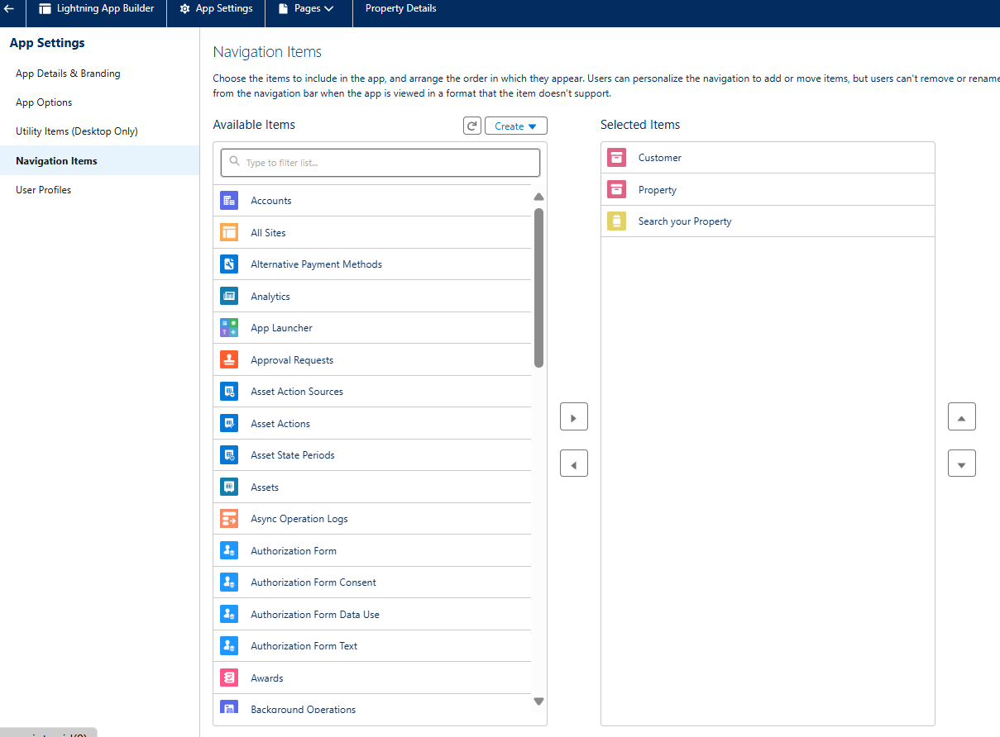 Lightning App Builder
App Settings
Pages
Property Details
App Settings
App Details & Branding
App Options
Utility Items (Desktop Only)
Navigation Items
User Profiles
Navigation Items
Choose the items to include in the app, and arrange the order in which they appear. Users can personalize the navigation to add or move items, but users can't remove or rename
from the navigation bar when the app is viewed in a format that the item doesn't support.
Available Items
Create
Type to filter list...
Accounts
All Sites
Alternative Payment Methods
Analytics
App Launcher
Approval Requests
Asset Action Sources
Asset Actions
Asset State Periods
Assets
Async Operation Logs
Authorization Form
Authorization Form Consent
Authorization Form Data Use
Authorization Form Text
Awards
Background Operations
Selected Items
Customer
Property
Search your Property